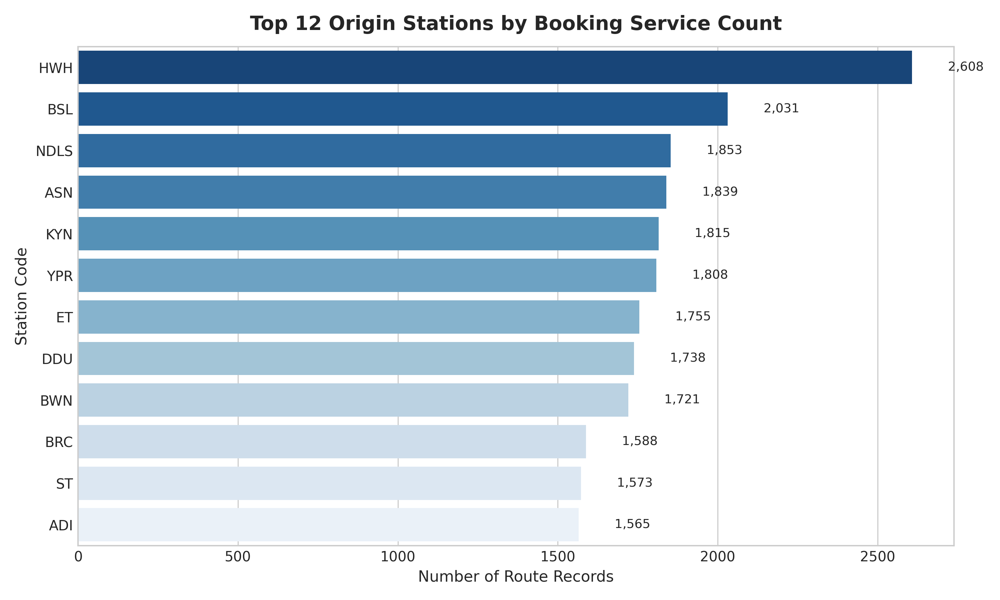 Top 12 Origin Stations by Booking Service Count
Station Code
HWH 2,608
BSL 2,031
NDLS 1,853
ASN 1,839
KYN 1,815
YPR 1,808
ET 1,755
DDU 1,738
BWN 1,721
BRC 1,588
ST 1,573
ADI 1,565
0 500 1000 1500 2000 2500
Number of Route Records